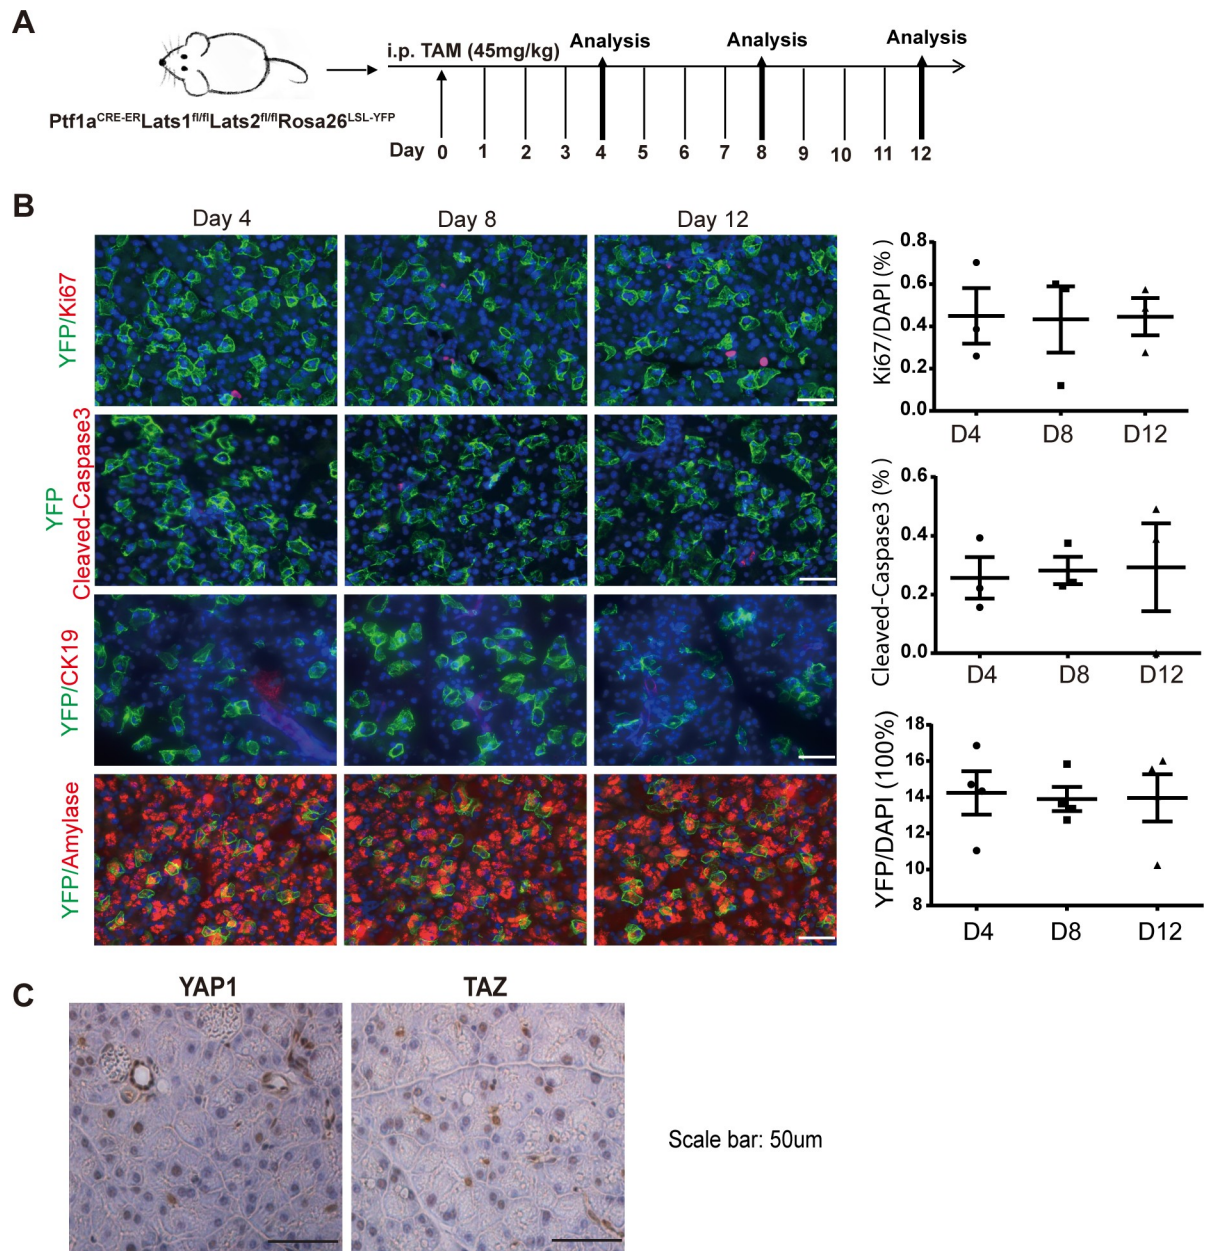 A
i.p. TAM (45mg/kg)
Analysis
Analysis
Analysis
Ptf1aCRE-ERLats1fl/flLats2fl/flRosa26LSL-YFP
Day 0 1 2 3 4 5 6 7 8 9 10 11 12
B
Day 4 Day 8 Day 12
YFP/Ki67
YFP
Cleaved-Caspase3
YFP/CK19
YFP/Amylase
Ki67/DAPI (%)
0.8
0.6
0.4
0.2
0.0
D4 D8 D12
Cleaved-Caspase3 (%)
0.6
0.4
0.2
0.0
D4 D8 D12
YFP/DAPI (100%)
18
16
14
12
10
8
D4 D8 D12
C
YAP1 TAZ
Scale bar: 50um